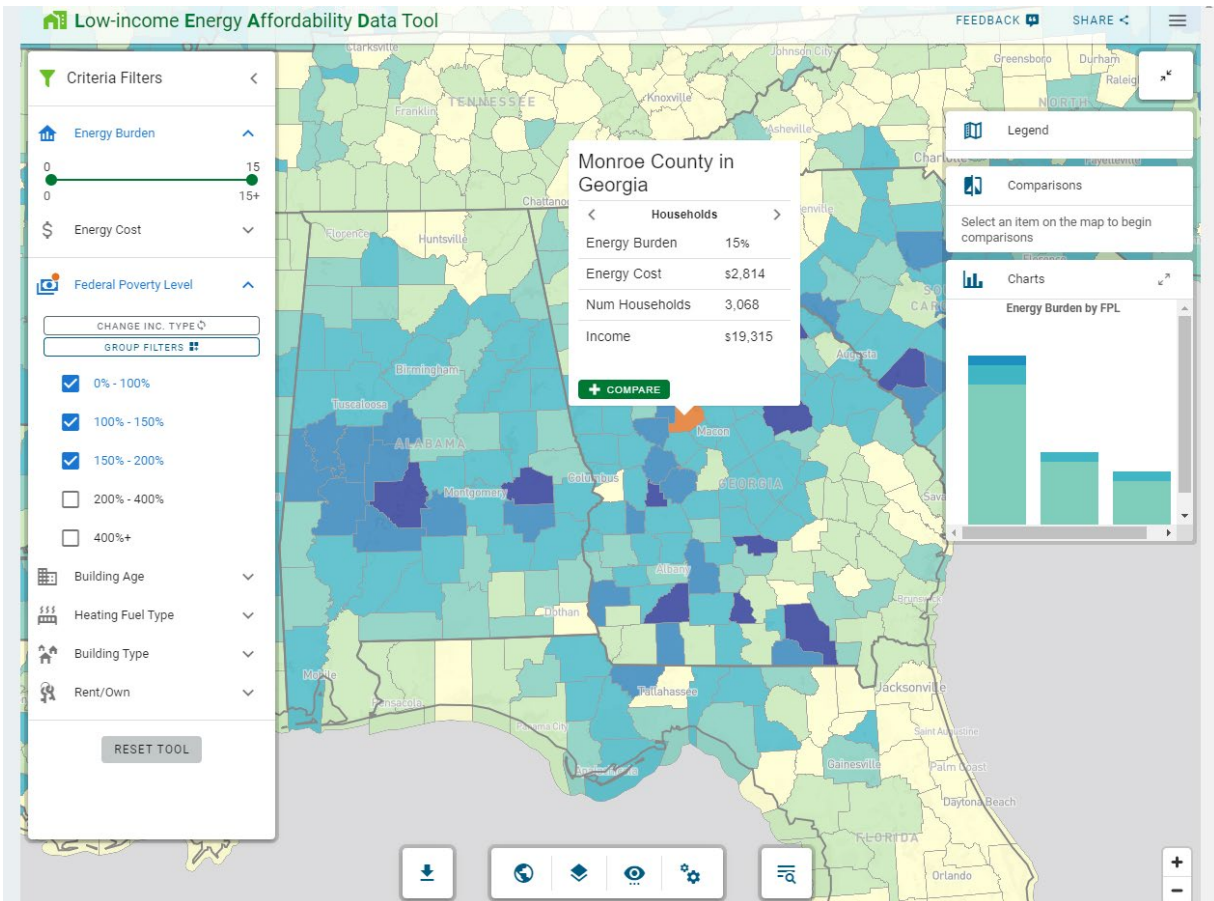 Low-income Energy Affordability Data Tool
FEEDBACK
SHARE
Criteria Filters
Energy Burden
0 15
0 15+
Energy Cost
Federal Poverty Level
CHANGE INC. TYPE
GROUP FILTERS
0% - 100%
100% - 150%
150% - 200%
200% - 400%
400%+
Building Age
Heating Fuel Type
Building Type
Rent/Own
RESET TOOL
Monroe County in
Georgia
Households
Energy Burden 15%
Energy Cost $2,814
Num Households 3,068
Income $19,315
+ COMPARE
Legend
Comparisons
Select an item on the map to begin
comparisons
Charts
Energy Burden by FPL
Clarksville
Johnson City
Greensboro
Durham
Raleigh
Franklin
TENNESSEE
Knoxville
NORTH
Asheville
Florence
Huntsville
Birmingham
Tuscaloosa
ALABAMA
Montgomery
Columbus
Macon
Augusta
GEORGIA
Albany
Dothan
Mobile
Pensacola
Panama City
Tallahassee
Jacksonville
Saint Augustine
Gainesville
Palm Coast
Daytona Beach
FLORIDA
Orlando
+
−